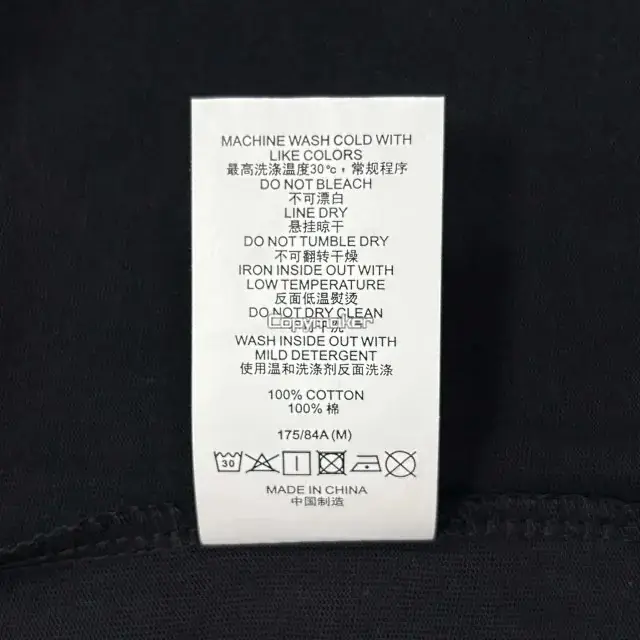 MACHINE WASH COLD WITH
LIKE COLORS
最高洗涤温度30℃，常规程序
DO NOT BLEACH
不可漂白
LINE DRY
悬挂晾干
DO NOT TUMBLE DRY
不可翻转干燥
IRON INSIDE OUT WITH
LOW TEMPERATURE
反面低温熨烫
DO NOT DRY CLEAN
Copymaker
干洗
WASH INSIDE OUT WITH
MILD DETERGENT
使用温和洗涤剂反面洗涤
100% COTTON
100% 棉
175/84A (M)
30
MADE IN CHINA
中国制造